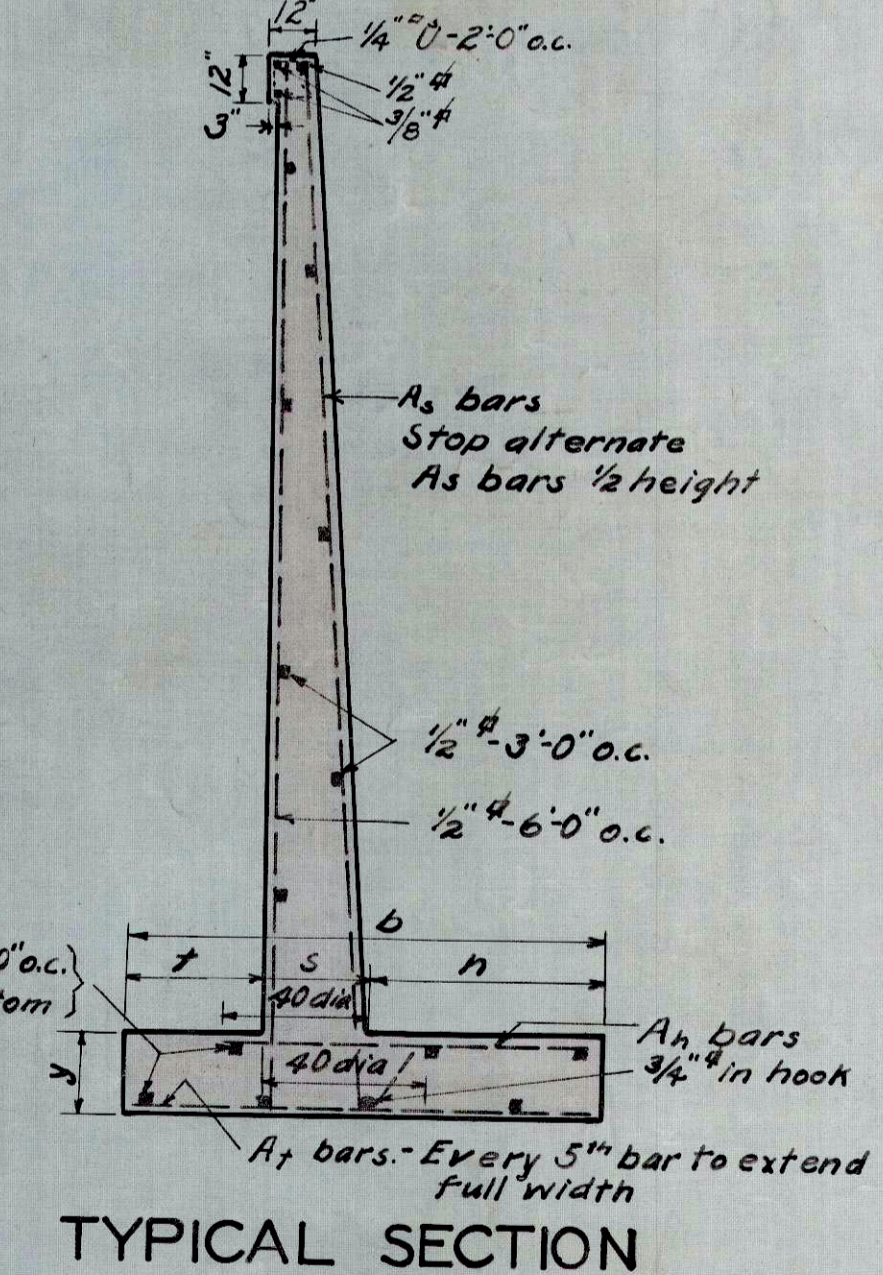 12"
1/4" ⌑ U-2'-0" o.c.
12"
1/2" ⌑
3/8" ⌑
3"
As bars
Stop alternate
As bars 1/2 height
1/2" ⌑-3'-0" o.c.
1/2" ⌑-6'-0" o.c.
b
t s n
0" o.c.
tom
40 dia
Ah bars
y
40 dia
3/4" ⌑ in hook
At bars.- Every 5th bar to extend
full width
TYPICAL SECTION